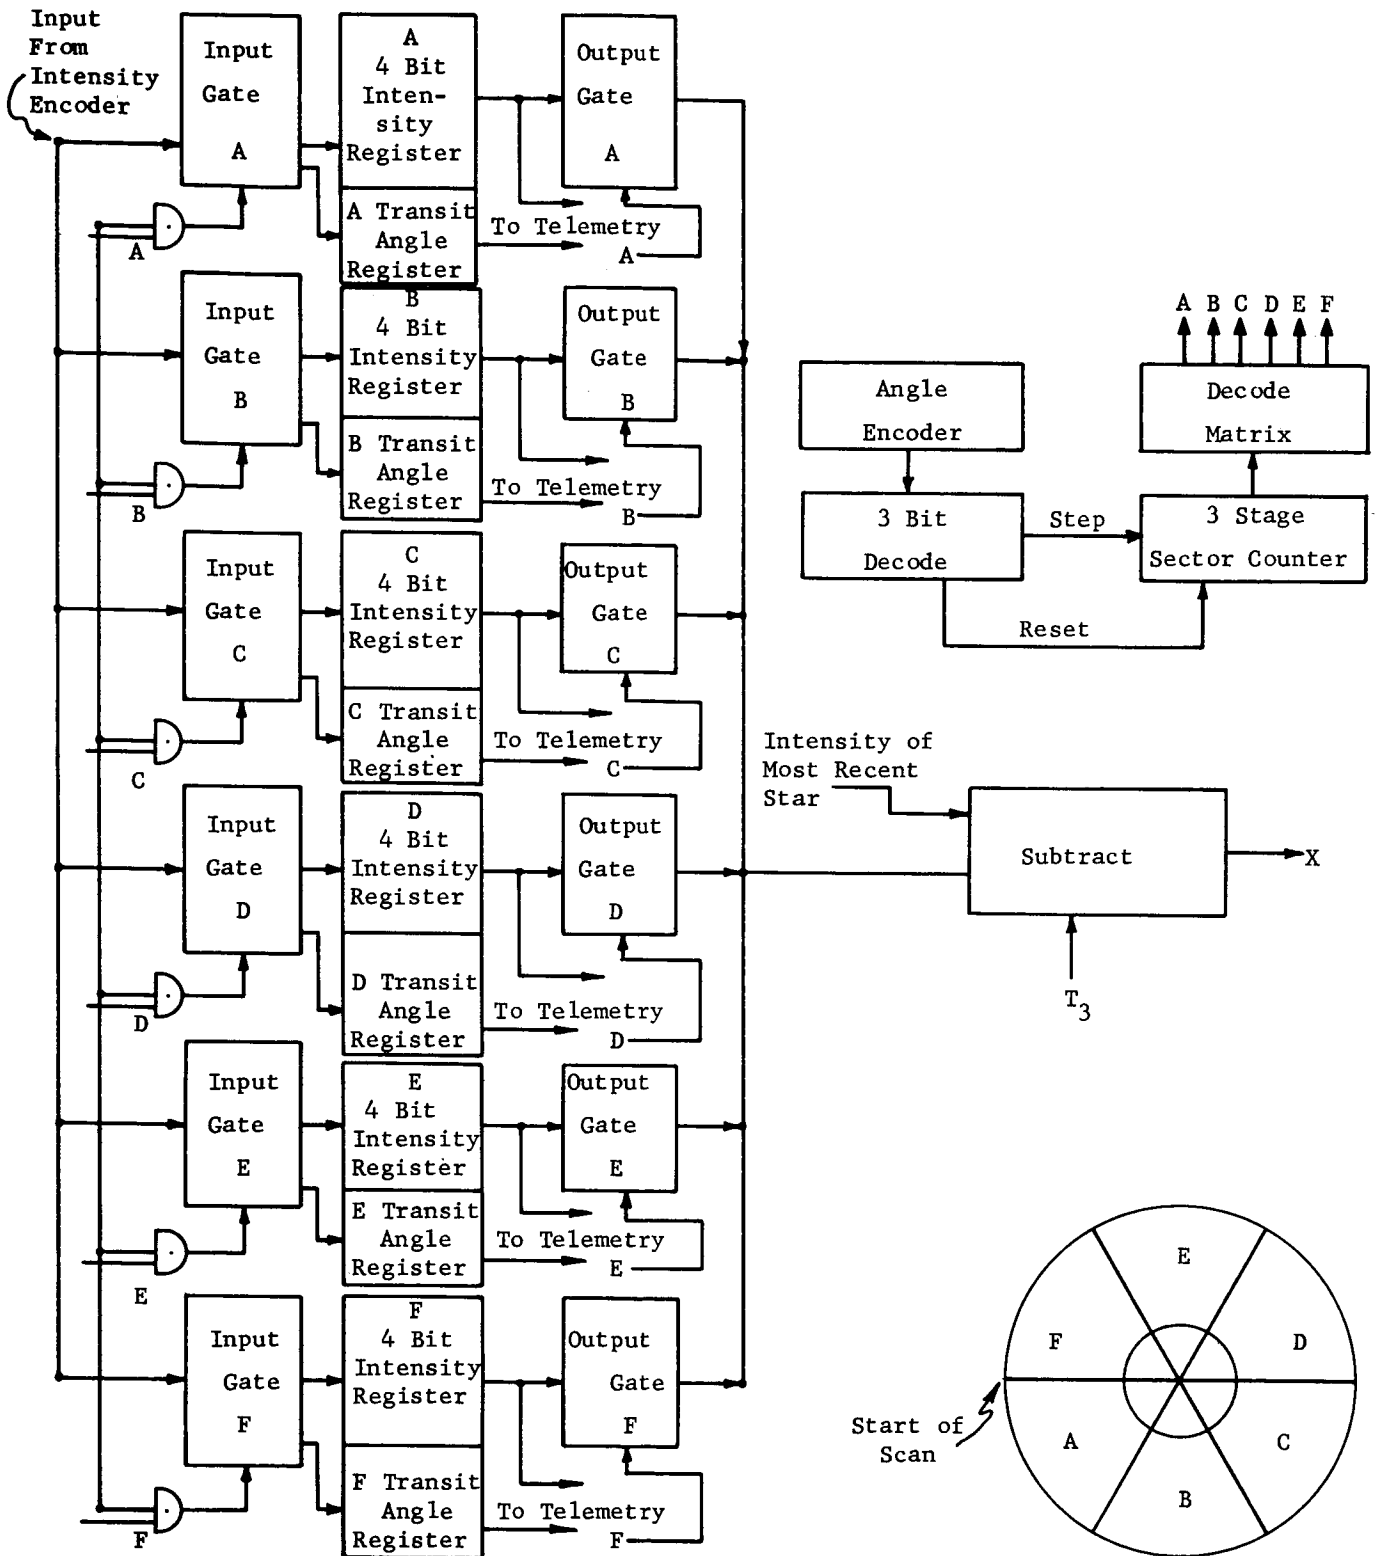 Input
From
Intensity
Encoder
Input
Gate
A
A
4 Bit
Inten-
sity
Register
A Transit
Angle
Register
Output
Gate
A
To Telemetry
A
A
Input
Gate
B
B
4 Bit
Intensity
Register
B Transit
Angle
Register
Output
Gate
B
To Telemetry
B
B
Input
Gate
C
C
4 Bit
Intensity
Register
C Transit
Angle
Register
Output
Gate
C
To Telemetry
C
C
Input
Gate
D
D
4 Bit
Intensity
Register
D Transit
Angle
Register
Output
Gate
D
To Telemetry
D
D
Input
Gate
E
E
4 Bit
Intensity
Register
E Transit
Angle
Register
Output
Gate
E
To Telemetry
E
E
Input
Gate
F
F
4 Bit
Intensity
Register
F Transit
Angle
Register
Output
Gate
F
To Telemetry
F
F
A B C D E F
Angle
Encoder
Decode
Matrix
3 Bit
Decode
Step
3 Stage
Sector Counter
Reset
Intensity of
Most Recent
Star
Subtract
X
T3
E
F
D
Start of
Scan
A
C
B